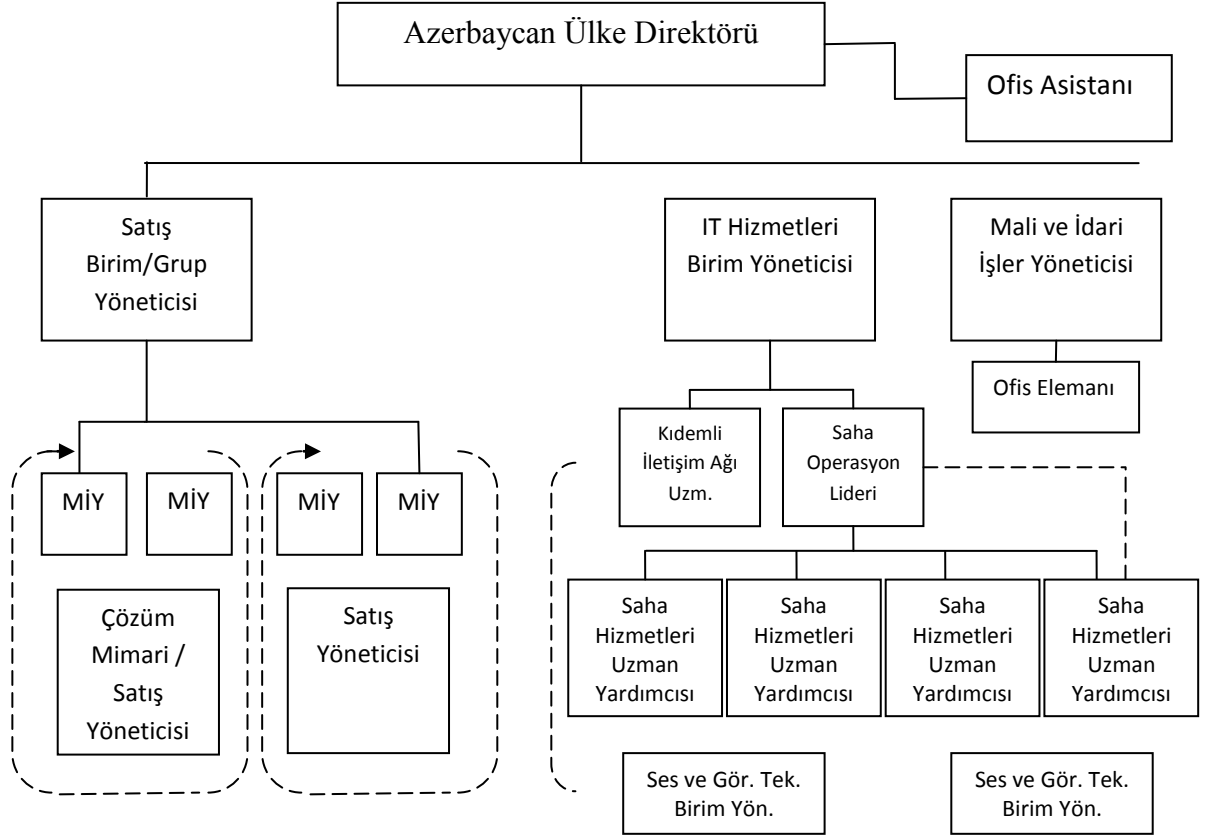 Azerbaycan Ülke Direktörü
Ofis Asistanı
Satış
Birim/Grup
Yöneticisi
IT Hizmetleri
Birim Yöneticisi
Mali ve İdari
İşler Yöneticisi
Ofis Elemanı
Kıdemli
İletişim Ağı
Uzm.
Saha
Operasyon
Lideri
MİY
MİY
MİY
MİY
Çözüm
Mimari /
Satış
Yöneticisi
Satış
Yöneticisi
Saha
Hizmetleri
Uzman
Yardımcısı
Saha
Hizmetleri
Uzman
Yardımcısı
Saha
Hizmetleri
Uzman
Yardımcısı
Saha
Hizmetleri
Uzman
Yardımcısı
Ses ve Gör. Tek.
Birim Yön.
Ses ve Gör. Tek.
Birim Yön.